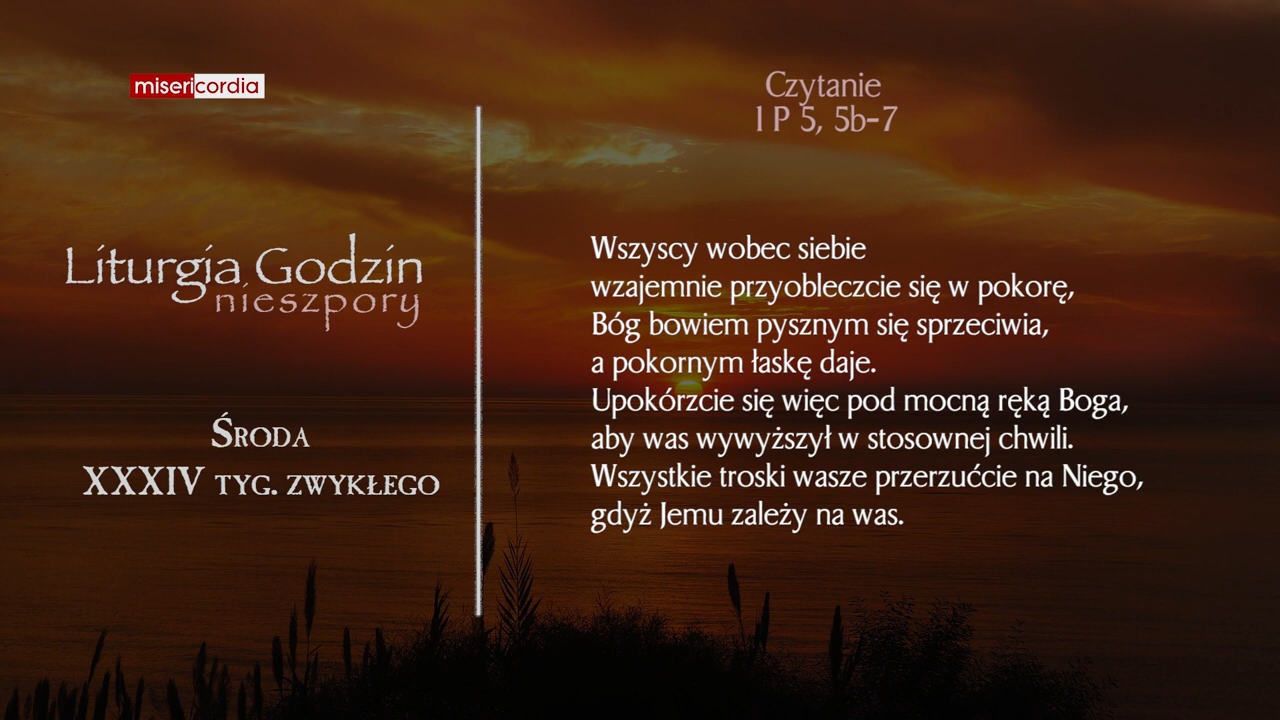 misericordia
Liturgia Godzin
nieszpory
Środa
XXXIV tyg. zwykłego
Czytanie
1 P 5, 5b-7
Wszyscy wobec siebie
wzajemnie przyobleczcie się w pokorę,
Bóg bowiem pysznym się sprzeciwia,
a pokornym łaskę daje.
Upokórzcie się więc pod mocną ręką Boga,
aby was wywyższył w stosownej chwili.
Wszystkie troski wasze przerzućcie na Niego,
gdyż Jemu zależy na was.